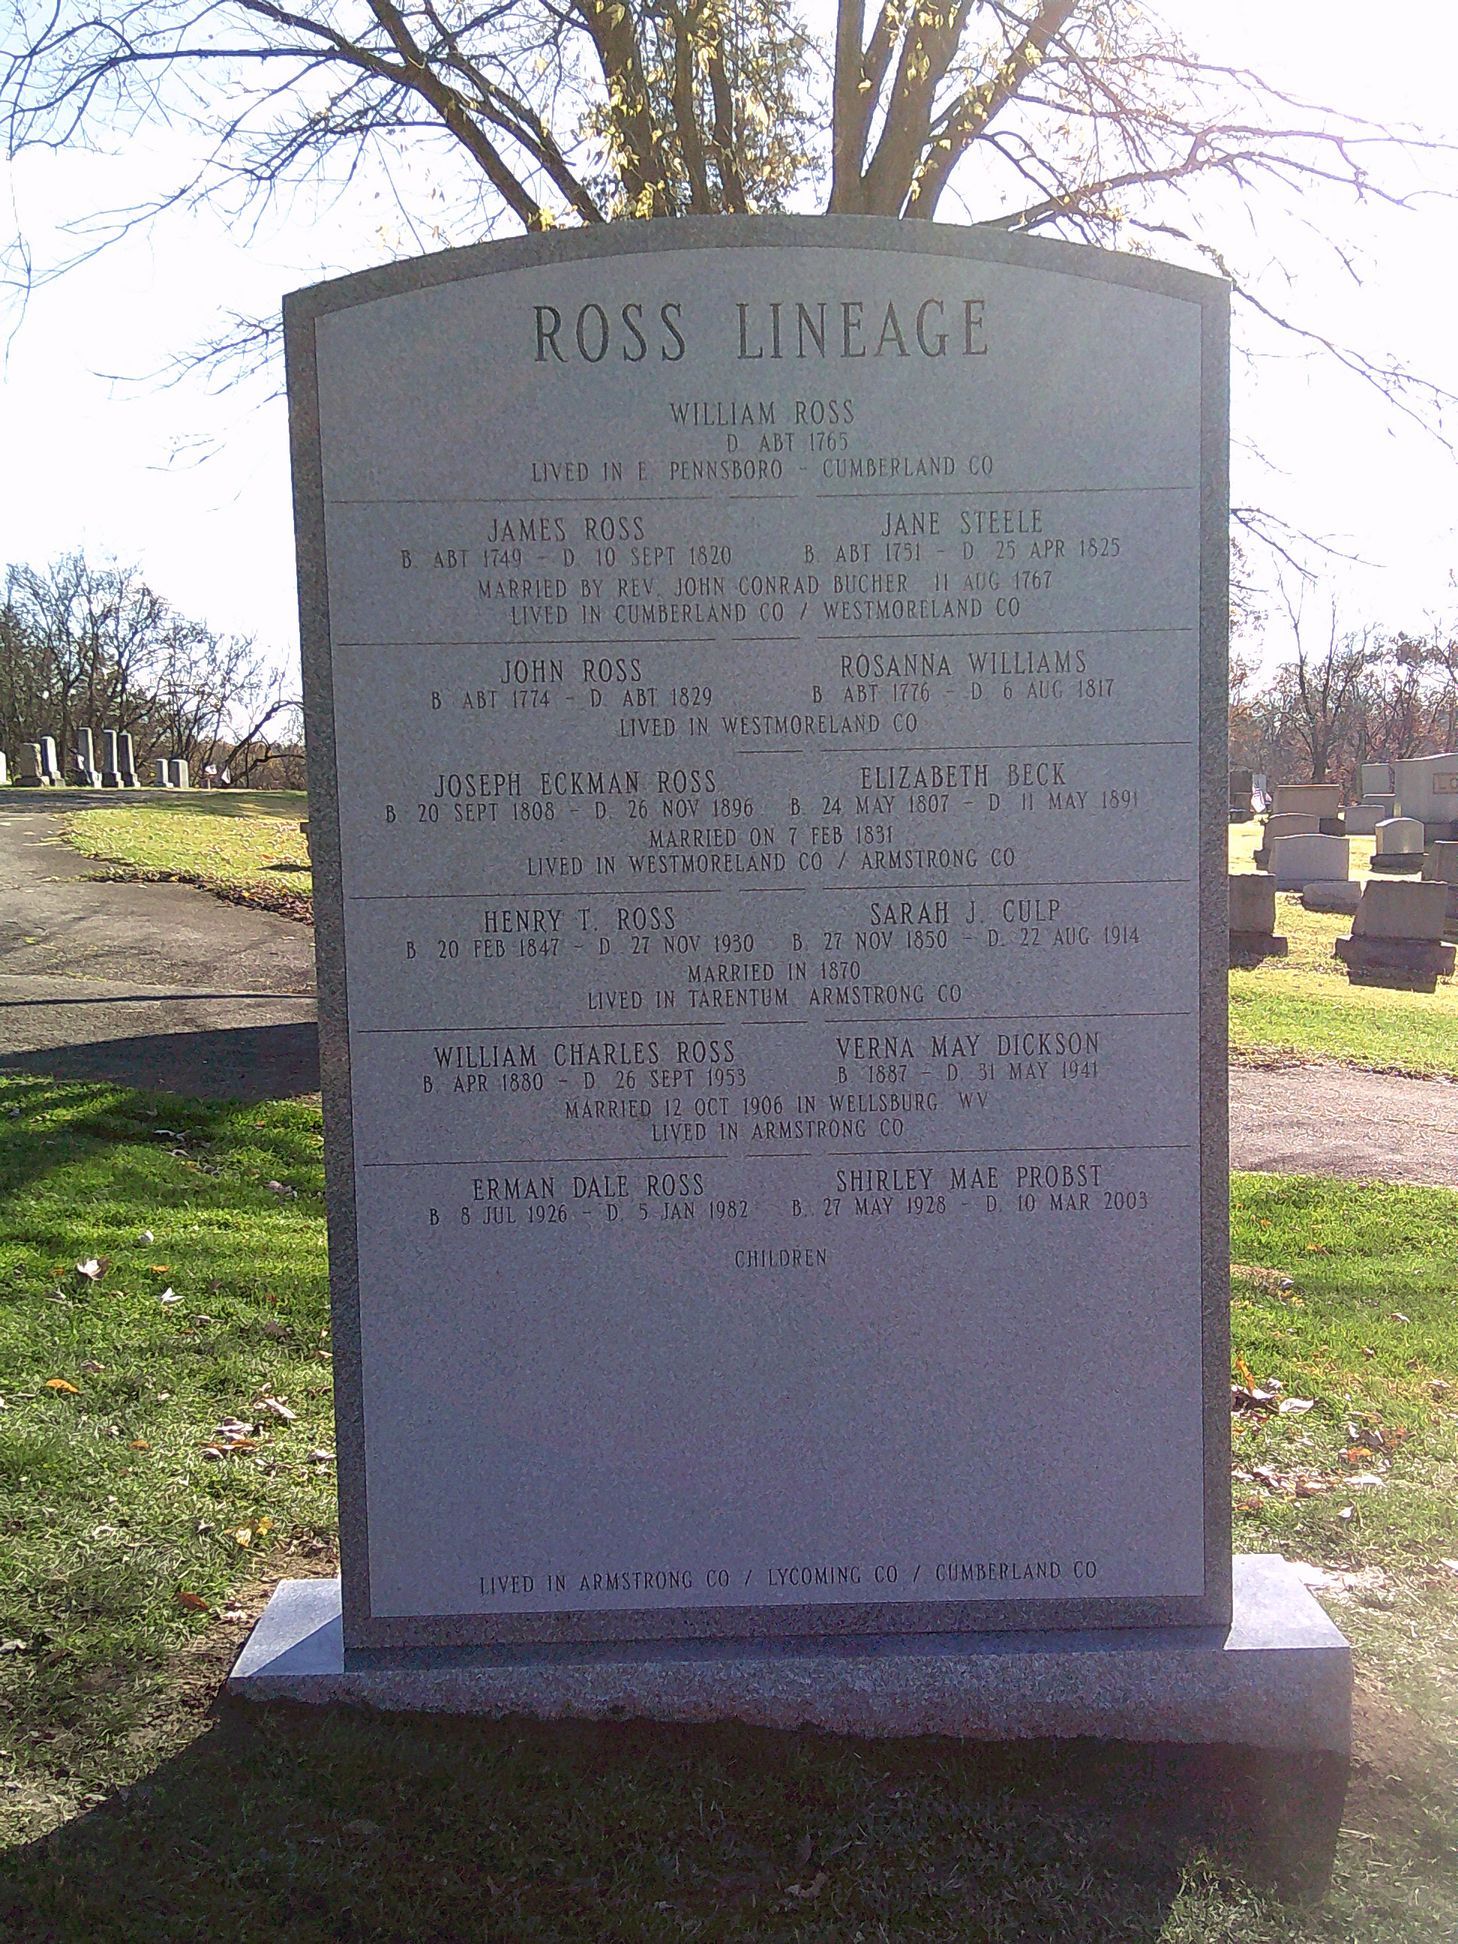 ROSS LINEAGE
WILLIAM ROSS
D. ABT 1765
LIVED IN E. PENNSBORO - CUMBERLAND CO
JAMES ROSS JANE STEELE
B. ABT 1749 - D. 10 SEPT 1820 B. ABT 1751 - D. 25 APR 1825
MARRIED BY REV. JOHN CONRAD BUCHER 11 AUG 1767
LIVED IN CUMBERLAND CO / WESTMORELAND CO
JOHN ROSS ROSANNA WILLIAMS
B. ABT 1774 - D. ABT 1829 B. ABT 1776 - D. 6 AUG 1817
LIVED IN WESTMORELAND CO
JOSEPH ECKMAN ROSS ELIZABETH BECK
B. 20 SEPT 1808 - D. 26 NOV 1896 B. 24 MAY 1807 - D. 11 MAY 1891
MARRIED ON 7 FEB 1831
LIVED IN WESTMORELAND CO / ARMSTRONG CO
HENRY T. ROSS SARAH J. CULP
B. 20 FEB 1847 - D. 27 NOV 1930 B. 27 NOV 1850 - D. 22 AUG 1914
MARRIED IN 1870
LIVED IN TARENTUM, ARMSTRONG CO
WILLIAM CHARLES ROSS VERNA MAY DICKSON
B. APR 1880 - D. 26 SEPT 1953 B. 1887 - D. 31 MAY 1941
MARRIED 12 OCT 1906 IN WELLSBURG, WV
LIVED IN ARMSTRONG CO
ERMAN DALE ROSS SHIRLEY MAE PROBST
B. 8 JUL 1926 - D. 5 JAN 1982 B. 27 MAY 1928 - D. 10 MAR 2003
CHILDREN
LIVED IN ARMSTRONG CO / LYCOMING CO / CUMBERLAND CO